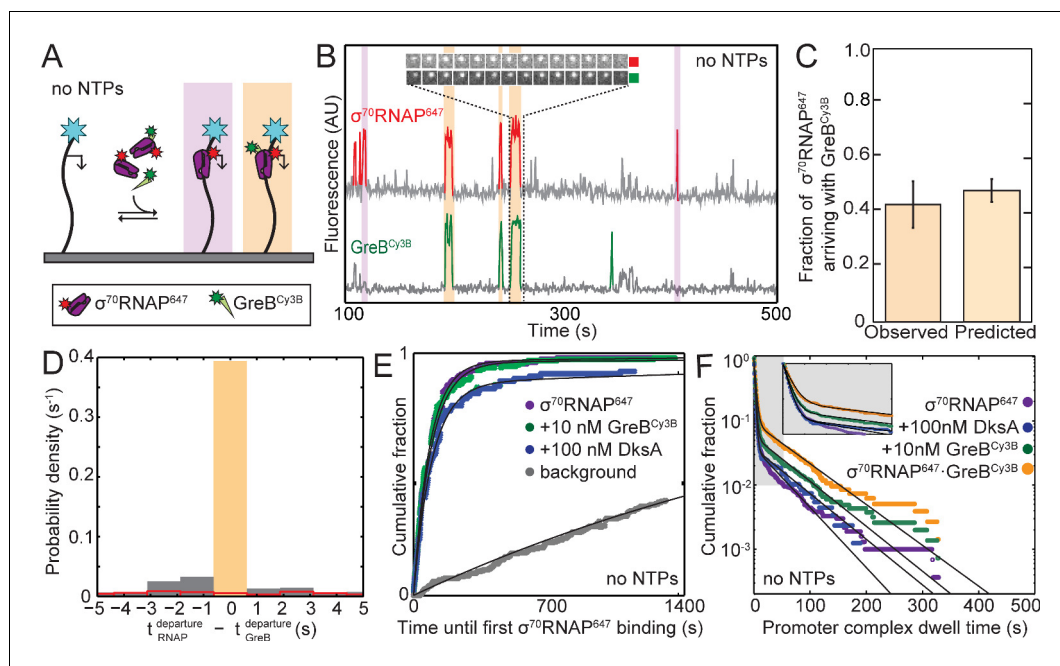 A
no NTPs
σ⁷⁰RNAP⁶⁴⁷
GreBᶜʸ³ᴮ
B
no NTPs
σ⁷⁰RNAP⁶⁴⁷
GreBᶜʸ³ᴮ
Fluorescence (AU)
100
300
500
Time (s)
C
Fraction of σ⁷⁰RNAP⁶⁴⁷
arriving with GreBᶜʸ³ᴮ
1.0
0.8
0.6
0.4
0.2
0
Observed
Predicted
D
Probability density (s⁻¹)
0.4
0.3
0.2
0.1
0
−5 −4 −3 −2 −1 0 1 2 3 4 5
t departure RNAP − t departure GreB (s)
E
Cumulative fraction
1
0
σ⁷⁰RNAP⁶⁴⁷
+10 nM GreBᶜʸ³ᴮ
+100 nM DksA
background
no NTPs
0 700 1400
Time until first σ⁷⁰RNAP⁶⁴⁷ binding (s)
F
Cumulative fraction
10⁰
10⁻¹
10⁻²
10⁻³
σ⁷⁰RNAP⁶⁴⁷
+100nM DksA
+10nM GreBᶜʸ³ᴮ
σ⁷⁰RNAP⁶⁴⁷·GreBᶜʸ³ᴮ
no NTPs
0 100 200 300 400 500
Promoter complex dwell time (s)